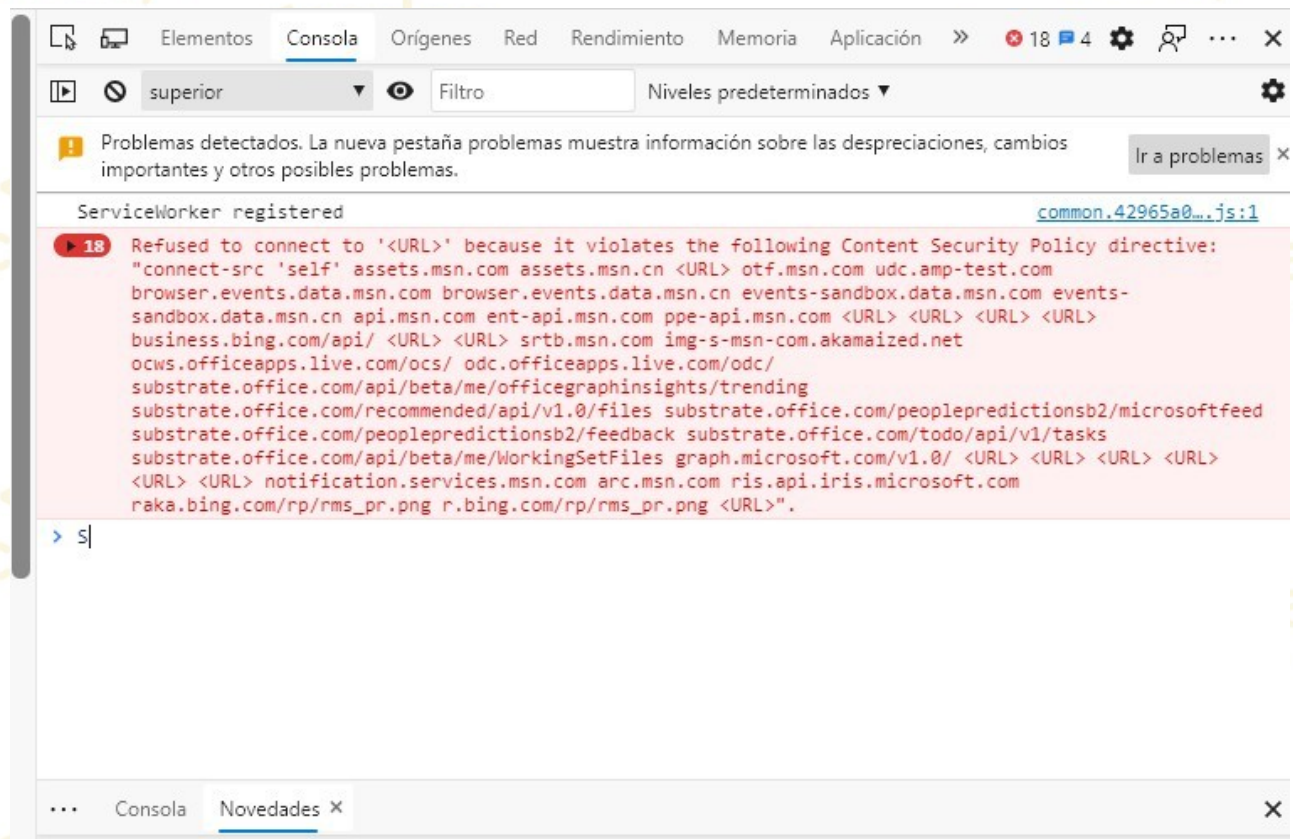 Elementos Consola Orígenes Red Rendimiento Memoria Aplicación » 18 4 ...
superior Filtro Niveles predeterminados
Problemas detectados. La nueva pestaña problemas muestra información sobre las despreciaciones, cambios
importantes y otros posibles problemas.
Ir a problemas
ServiceWorker registered common.42965a0….js:1
18 Refused to connect to '<URL>' because it violates the following Content Security Policy directive:
"connect-src 'self' assets.msn.com assets.msn.cn <URL> otf.msn.com udc.amp-test.com
browser.events.data.msn.com browser.events.data.msn.cn events-sandbox.data.msn.com events-
sandbox.data.msn.cn api.msn.com ent-api.msn.com ppe-api.msn.com <URL> <URL> <URL> <URL>
business.bing.com/api/ <URL> <URL> srtb.msn.com img-s-msn-com.akamaized.net
ocws.officeapps.live.com/ocs/ odc.officeapps.live.com/odc/
substrate.office.com/api/beta/me/officegraphinsights/trending
substrate.office.com/recommended/api/v1.0/files substrate.office.com/peoplepredictionsb2/microsoftfeed
substrate.office.com/peoplepredictionsb2/feedback substrate.office.com/todo/api/v1/tasks
substrate.office.com/api/beta/me/WorkingSetFiles graph.microsoft.com/v1.0/ <URL> <URL> <URL> <URL>
<URL> <URL> notification.services.msn.com arc.msn.com ris.api.iris.microsoft.com
raka.bing.com/rp/rms_pr.png r.bing.com/rp/rms_pr.png <URL>".
> S
... Consola Novedades